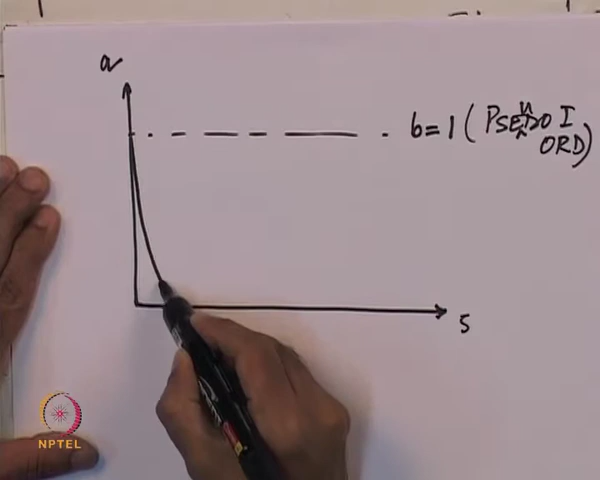 a
b=1 (PSEUDO I
ORD)
s
NPTEL